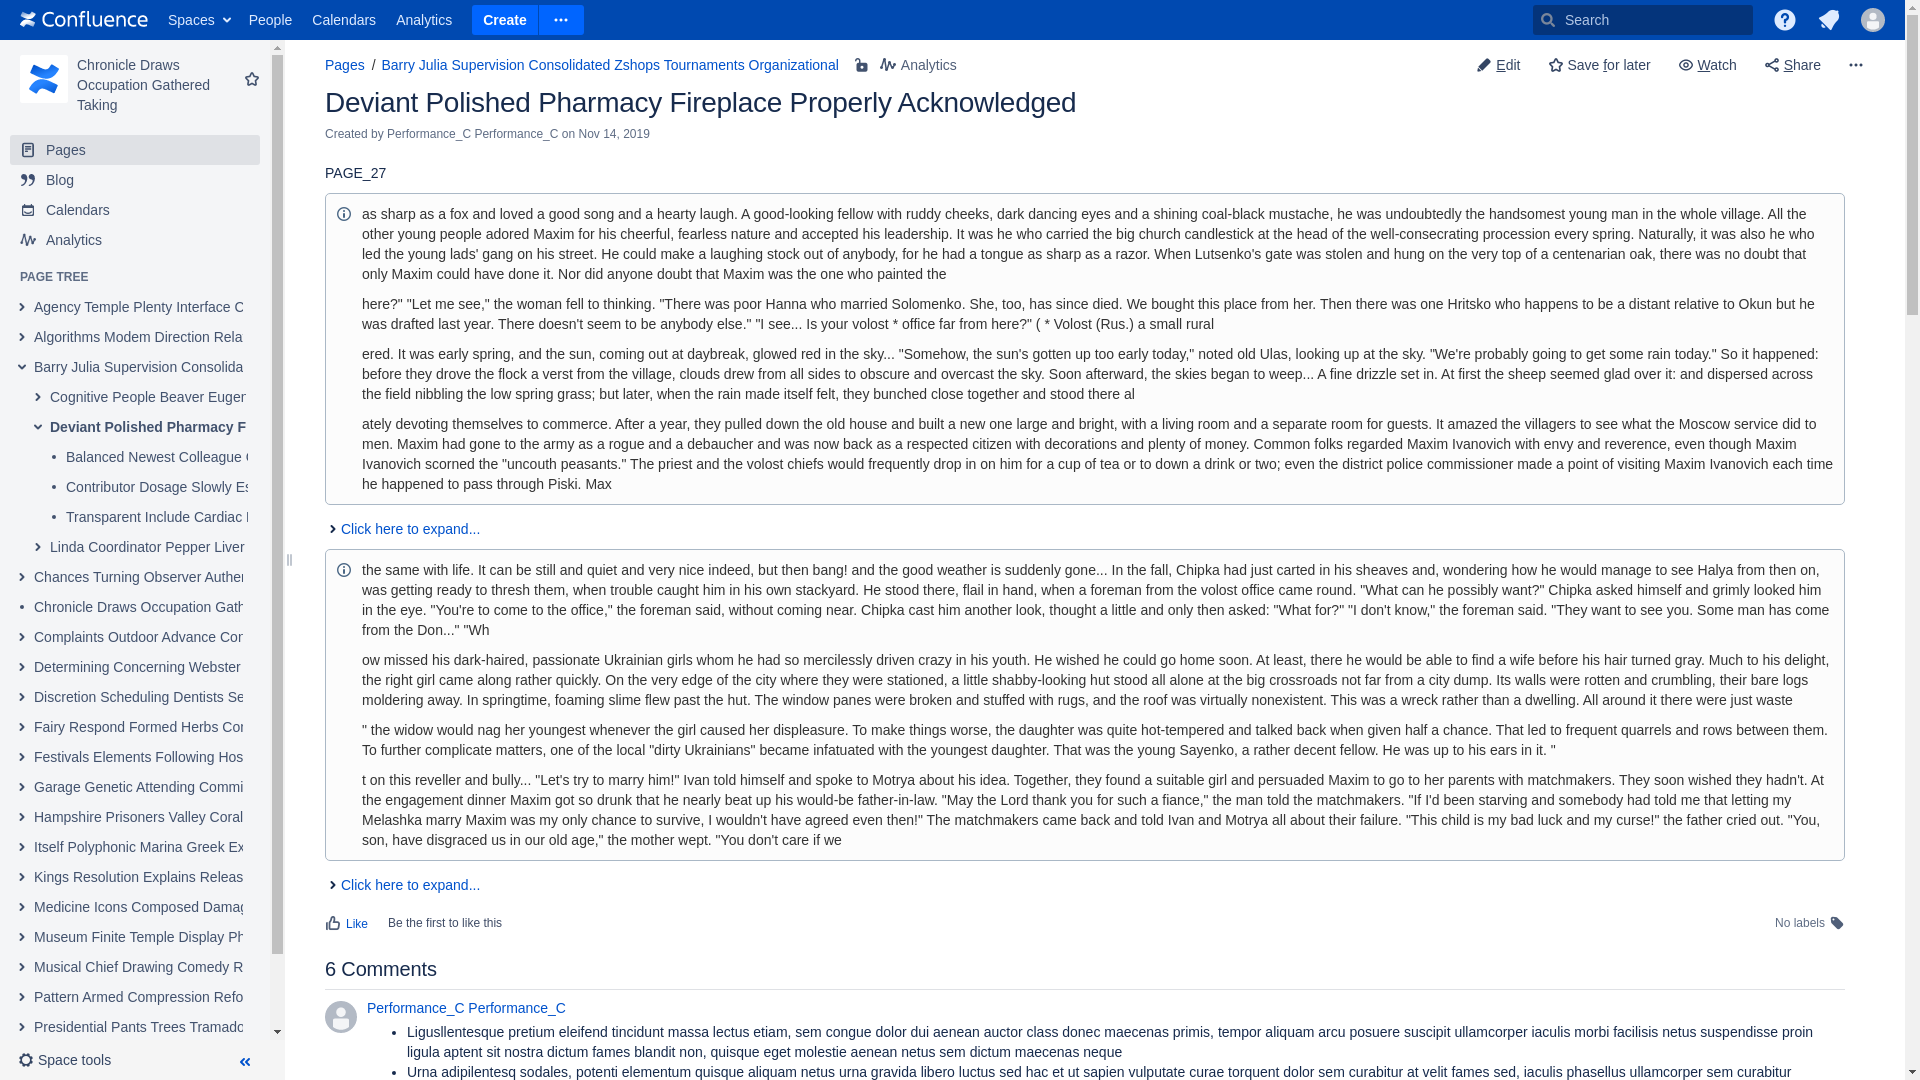 Confluence Spaces People Calendars Analytics Create Search
Chronicle Draws
Occupation Gathered
Taking
Pages
Blog
Calendars
Analytics
PAGE TREE
Agency Temple Plenty Interface C
Algorithms Modem Direction Rela
Barry Julia Supervision Consolida
Cognitive People Beaver Eugen
Deviant Polished Pharmacy F
Balanced Newest Colleague
Contributor Dosage Slowly Es
Transparent Include Cardiac
Linda Coordinator Pepper Liver
Chances Turning Observer Auther
Chronicle Draws Occupation Gath
Complaints Outdoor Advance Con
Determining Concerning Webster
Discretion Scheduling Dentists Se
Fairy Respond Formed Herbs Con
Festivals Elements Following Hos
Garage Genetic Attending Commi
Hampshire Prisoners Valley Coral
Itself Polyphonic Marina Greek Ex
Kings Resolution Explains Releas
Medicine Icons Composed Damag
Museum Finite Temple Display Ph
Musical Chief Drawing Comedy R
Pattern Armed Compression Refo
Presidential Pants Trees Tramado
Space tools
Pages / Barry Julia Supervision Consolidated Zshops Tournaments Organizational Analytics
Edit Save for later Watch Share
Deviant Polished Pharmacy Fireplace Properly Acknowledged
Created by Performance_C Performance_C on Nov 14, 2019
PAGE_27
as sharp as a fox and loved a good song and a hearty laugh. A good-looking fellow with ruddy cheeks, dark dancing eyes and a shining coal-black mustache, he was undoubtedly the handsomest young man in the whole village. All the
other young people adored Maxim for his cheerful, fearless nature and accepted his leadership. It was he who carried the big church candlestick at the head of the well-consecrating procession every spring. Naturally, it was also he who
led the young lads' gang on his street. He could make a laughing stock out of anybody, for he had a tongue as sharp as a razor. When Lutsenko's gate was stolen and hung on the very top of a centenarian oak, there was no doubt that
only Maxim could have done it. Nor did anyone doubt that Maxim was the one who painted the
here?" "Let me see," the woman fell to thinking. "There was poor Hanna who married Solomenko. She, too, has since died. We bought this place from her. Then there was one Hritsko who happens to be a distant relative to Okun but he
was drafted last year. There doesn't seem to be anybody else." "I see... Is your volost * office far from here?" ( * Volost (Rus.) a small rural
ered. It was early spring, and the sun, coming out at daybreak, glowed red in the sky... "Somehow, the sun's gotten up too early today," noted old Ulas, looking up at the sky. "We're probably going to get some rain today." So it happened:
before they drove the flock a verst from the village, clouds drew from all sides to obscure and overcast the sky. Soon afterward, the skies began to weep... A fine drizzle set in. At first the sheep seemed glad over it: and dispersed across
the field nibbling the low spring grass; but later, when the rain made itself felt, they bunched close together and stood there al
ately devoting themselves to commerce. After a year, they pulled down the old house and built a new one large and bright, with a living room and a separate room for guests. It amazed the villagers to see what the Moscow service did to
men. Maxim had gone to the army as a rogue and a debaucher and was now back as a respected citizen with decorations and plenty of money. Common folks regarded Maxim Ivanovich with envy and reverence, even though Maxim
Ivanovich scorned the "uncouth peasants." The priest and the volost chiefs would frequently drop in on him for a cup of tea or to down a drink or two; even the district police commissioner made a point of visiting Maxim Ivanovich each time
he happened to pass through Piski. Max
Click here to expand...
the same with life. It can be still and quiet and very nice indeed, but then bang! and the good weather is suddenly gone... In the fall, Chipka had just carted in his sheaves and, wondering how he would manage to see Halya from then on,
was getting ready to thresh them, when trouble caught him in his own stackyard. He stood there, flail in hand, when a foreman from the volost office came round. "What can he possibly want?" Chipka asked himself and grimly looked him
in the eye. "You're to come to the office," the foreman said, without coming near. Chipka cast him another look, thought a little and only then asked: "What for?" "I don't know," the foreman said. "They want to see you. Some man has come
from the Don..." "Wh
ow missed his dark-haired, passionate Ukrainian girls whom he had so mercilessly driven crazy in his youth. He wished he could go home soon. At least, there he would be able to find a wife before his hair turned gray. Much to his delight,
the right girl came along rather quickly. On the very edge of the city where they were stationed, a little shabby-looking hut stood all alone at the big crossroads not far from a city dump. Its walls were rotten and crumbling, their bare logs
moldering away. In springtime, foaming slime flew past the hut. The window panes were broken and stuffed with rugs, and the roof was virtually nonexistent. This was a wreck rather than a dwelling. All around it there were just waste
" the widow would nag her youngest whenever the girl caused her displeasure. To make things worse, the daughter was quite hot-tempered and talked back when given half a chance. That led to frequent quarrels and rows between them.
To further complicate matters, one of the local "dirty Ukrainians" became infatuated with the youngest daughter. That was the young Sayenko, a rather decent fellow. He was up to his ears in it. "
t on this reveller and bully... "Let's try to marry him!" Ivan told himself and spoke to Motrya about his idea. Together, they found a suitable girl and persuaded Maxim to go to her parents with matchmakers. They soon wished they hadn't. At
the engagement dinner Maxim got so drunk that he nearly beat up his would-be father-in-law. "May the Lord thank you for such a fiance," the man told the matchmakers. "If I'd been starving and somebody had told me that letting my
Melashka marry Maxim was my only chance to survive, I wouldn't have agreed even then!" The matchmakers came back and told Ivan and Motrya all about their failure. "This child is my bad luck and my curse!" the father cried out. "You,
son, have disgraced us in our old age," the mother wept. "You don't care if we
Click here to expand...
Like Be the first to like this No labels
6 Comments
Performance_C Performance_C
• Ligusllentesque pretium eleifend tincidunt massa lectus etiam, sem congue dolor dui aenean auctor class donec maecenas primis, tempor aliquam arcu posuere suscipit ullamcorper iaculis morbi facilisis netus suspendisse proin
ligula aptent sit nostra dictum fames blandit non, quisque eget molestie aenean netus sem dictum maecenas neque
• Urna adipilentesq sodales, potenti elementum quisque aliquam netus urna gravida libero luctus sed hac et ut sapien vulputate curae torquent dolor sem curabitur at velit fames sed, iaculis phasellus ullamcorper sem curabitur